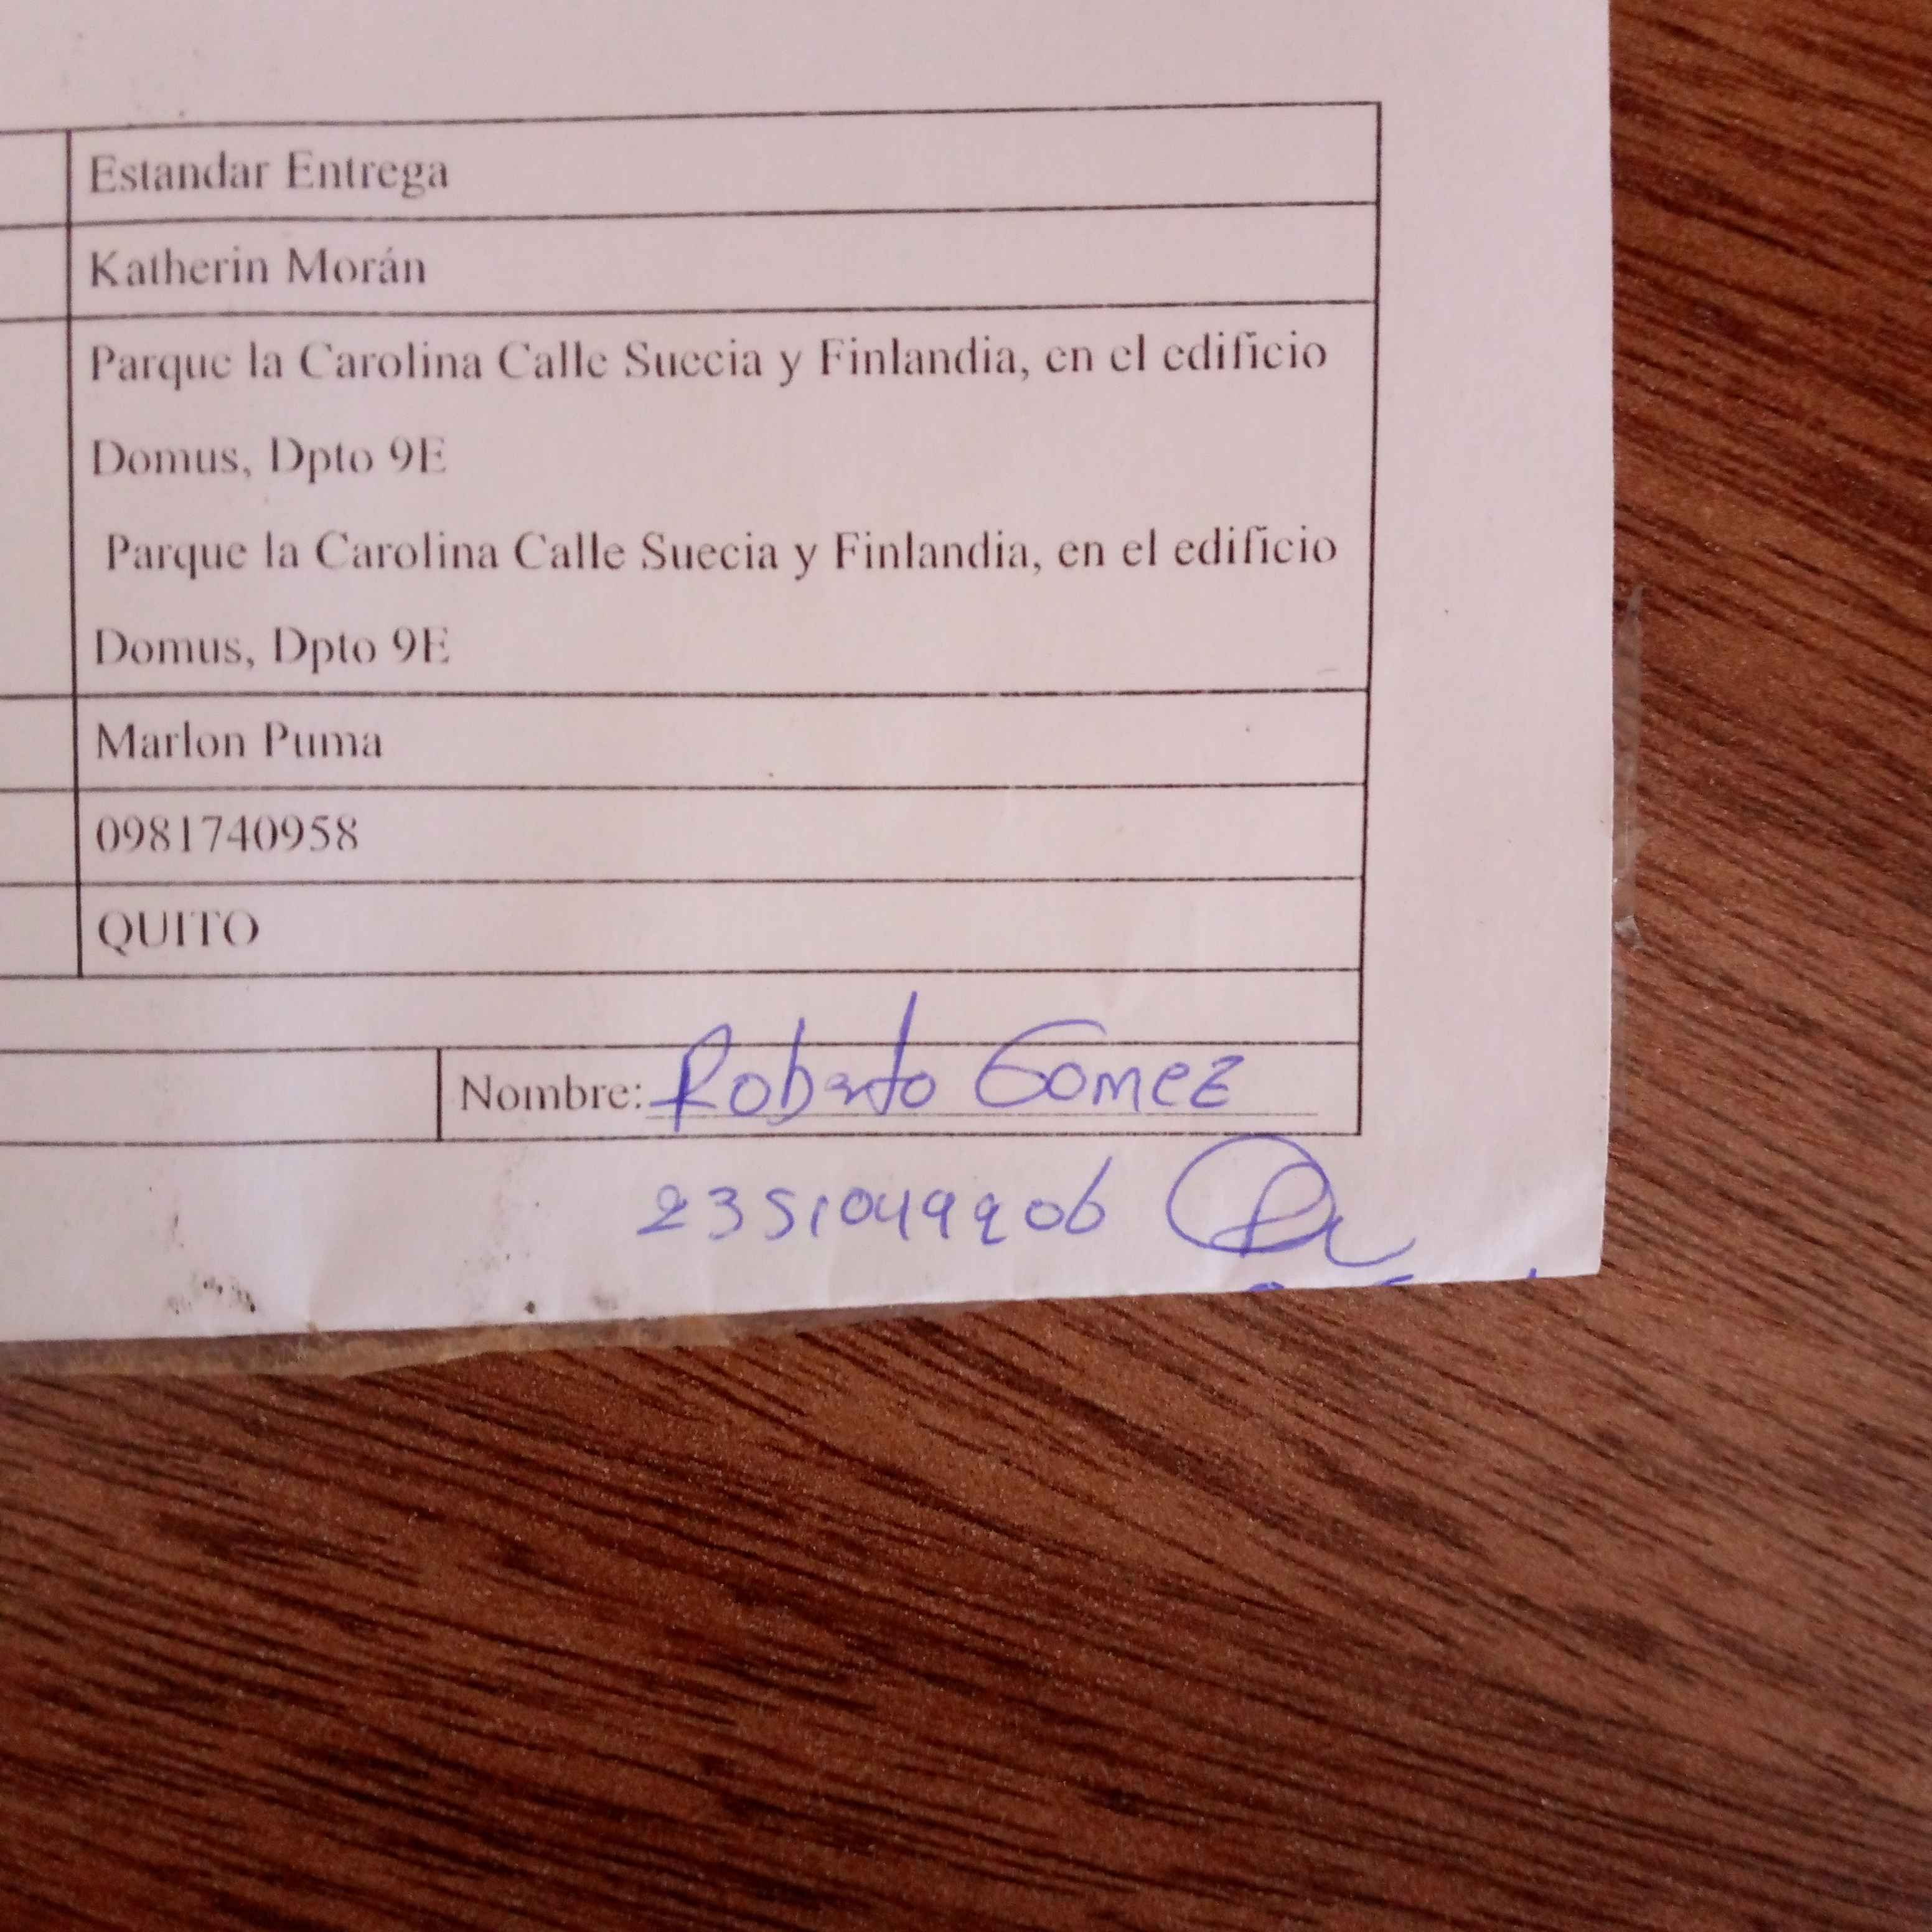 Estandar Entrega
Katherin Morán
Parque la Carolina Calle Suecia y Finlandia, en el edificio
Domus, Dpto 9E
Parque la Carolina Calle Suecia y Finlandia, en el edificio
Domus, Dpto 9E
Marlon Puma
0981740958
QUITO
Nombre: Roberto Gomez